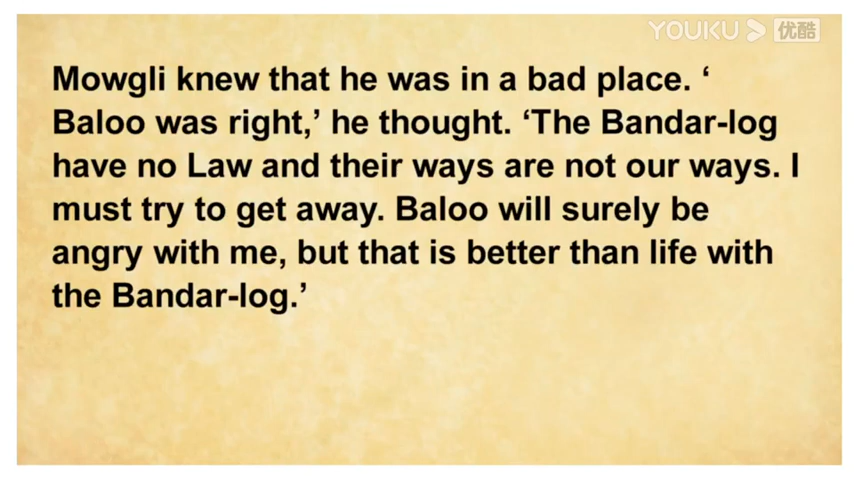 YOUKU 优酷
Mowgli knew that he was in a bad place. ‘
Baloo was right,’ he thought. ‘The Bandar-log
have no Law and their ways are not our ways. I
must try to get away. Baloo will surely be
angry with me, but that is better than life with
the Bandar-log.’